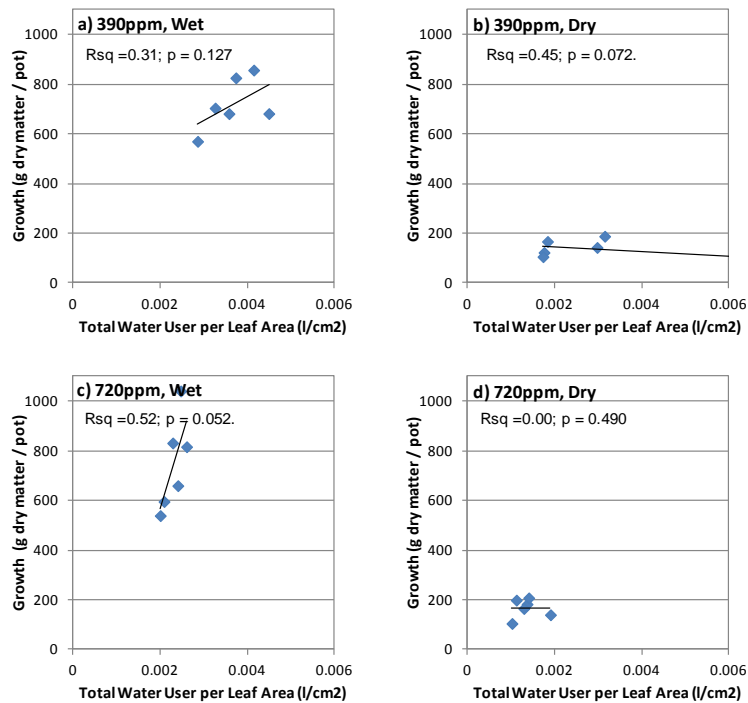 a) 390ppm, Wet
Rsq =0.31; p = 0.127
1000
800
600
400
200
0
0
0.002
0.004
0.006
Growth (g dry matter / pot)
Total Water User per Leaf Area (l/cm2)
b) 390ppm, Dry
Rsq =0.45; p = 0.072.
1000
800
600
400
200
0
0
0.002
0.004
0.006
Growth (g dry matter / pot)
Total Water User per Leaf Area (l/cm2)
c) 720ppm, Wet
Rsq =0.52; p = 0.052.
1000
800
600
400
200
0
0
0.002
0.004
0.006
Growth (g dry matter / pot)
Total Water User per Leaf Area (l/cm2)
d) 720ppm, Dry
Rsq =0.00; p = 0.490
1000
800
600
400
200
0
0
0.002
0.004
0.006
Growth (g dry matter / pot)
Total Water User per Leaf Area (l/cm2)